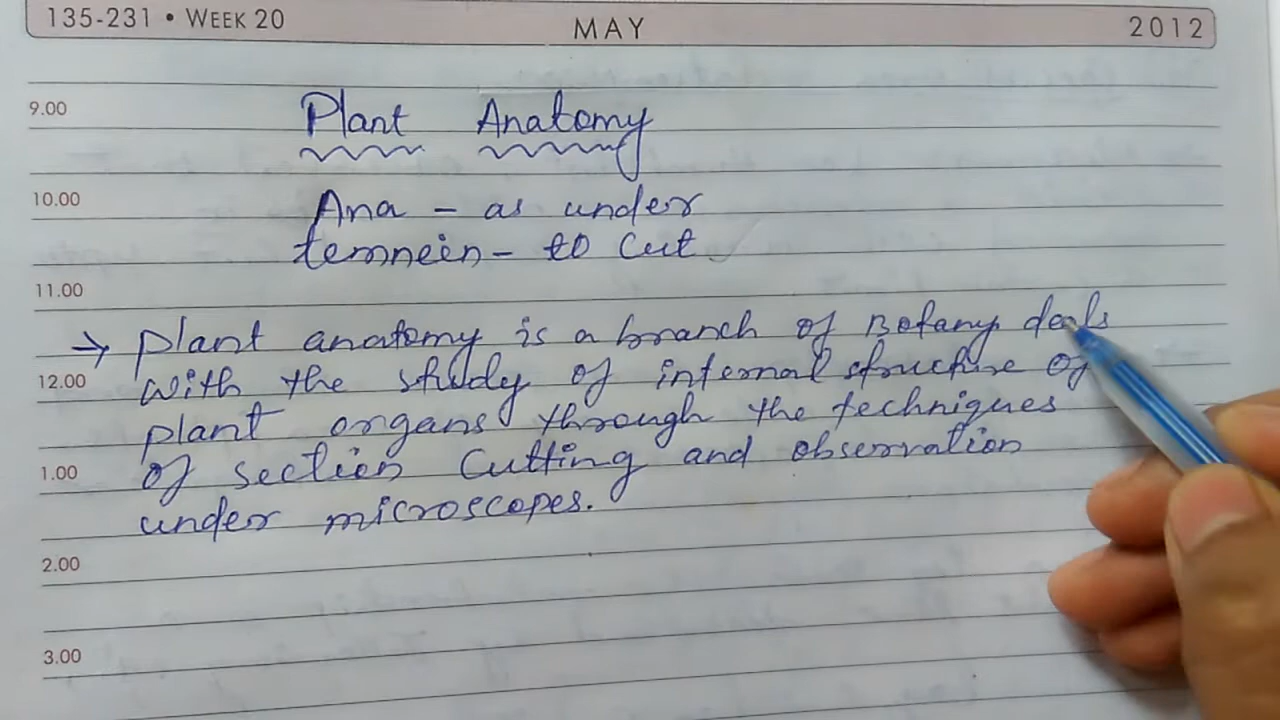 135-231 • WEEK 20 MAY 2012
9.00 Plant Anatomy
10.00 Ana - as under
temnein - to cut
11.00
→ plant anatomy is a branch of Botany deals
12.00 with the study of internal structure of
plant organs through the techniques
1.00 of section Cutting and observation
under microscopes.
2.00
3.00